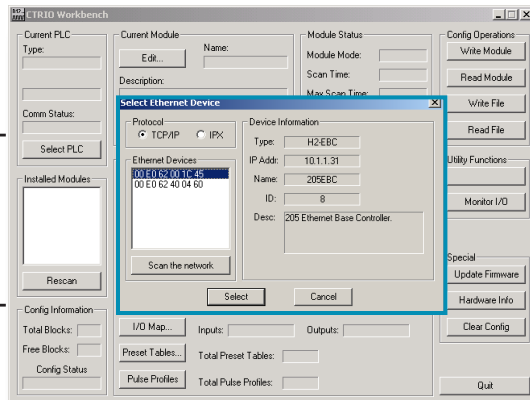 CTRIO Workbench
Current PLC
Type:
Comm Status:
Select PLC
Installed Modules
Rescan
Config Information
Total Blocks:
Free Blocks:
Config Status
Current Module
Edit...
Name:
Description:
Module Status
Module Mode:
Scan Time:
Max Scan Time:
Select Ethernet Device
Protocol
TCP/IP
IPX
Ethernet Devices
00 E0 62 00 1C 45
00 E0 62 40 04 60
Scan the network
Device Information
Type: H2-EBC
IP Addr: 10.1.1.31
Name: 205EBC
ID: 8
Desc: 205 Ethernet Base Controller.
Select
Cancel
I/O Map...
Inputs:
Outputs:
Preset Tables...
Total Preset Tables:
Pulse Profiles
Total Pulse Profiles:
Config Operations
Write Module
Read Module
Write File
Read File
Utility Functions
Monitor I/O
Special
Update Firmware
Hardware Info
Clear Config
Quit